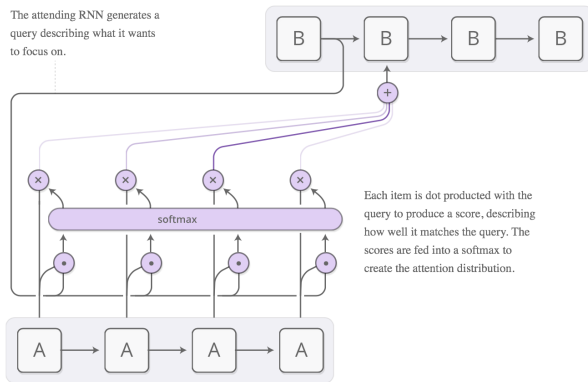 The attending RNN generates a
query describing what it wants
to focus on.
B B B B
+
× × × ×
softmax
Each item is dot producted with the
query to produce a score, describing
how well it matches the query. The
scores are fed into a softmax to
create the attention distribution.
A A A A